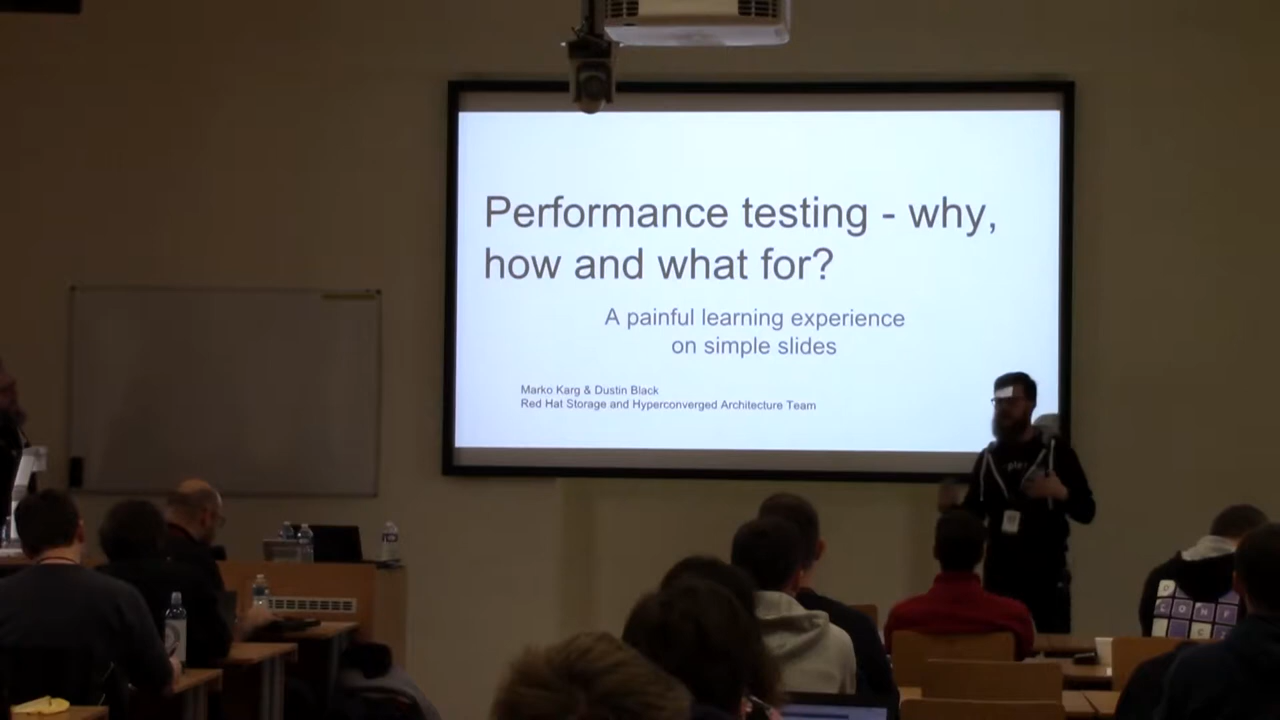 Performance testing - why,
how and what for?
A painful learning experience
on simple slides
Marko Karg & Dustin Black
Red Hat Storage and Hyperconverged Architecture Team
D
CONF
C